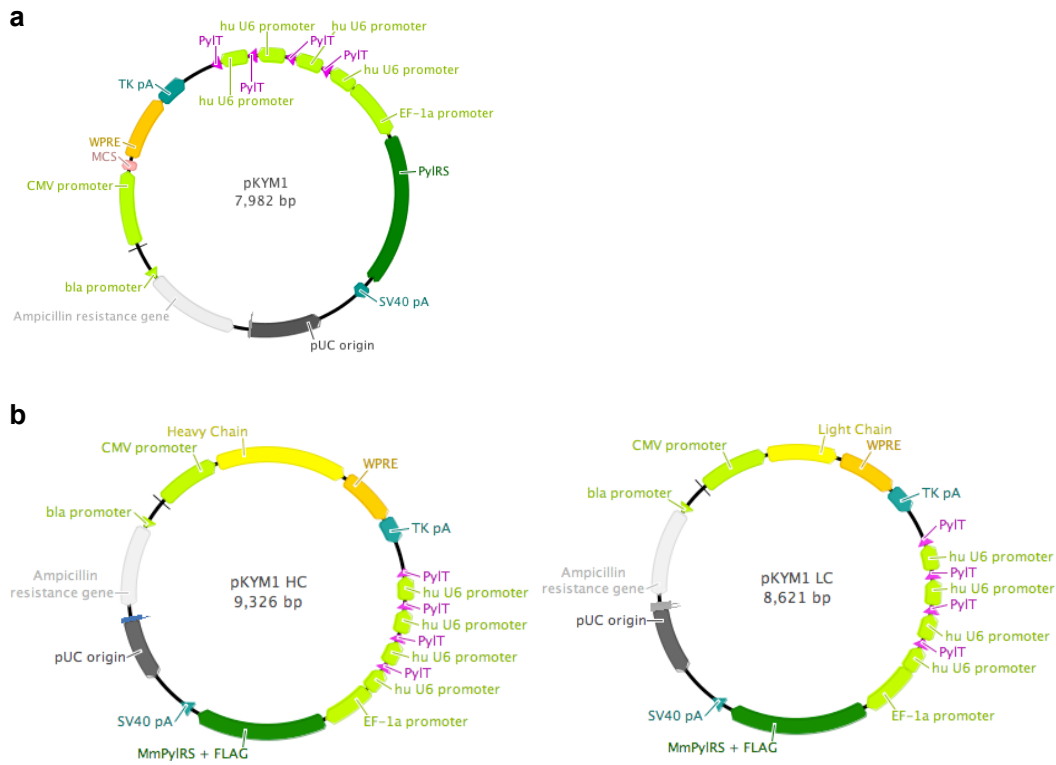 a
hu U6 promoter
hu U6 promoter
PylT
PylT
PylT
hu U6 promoter
TK pA
PylT
hu U6 promoter
EF-1a promoter
WPRE
MCS
PylRS
CMV promoter
pKYM1
7,982 bp
bla promoter
SV40 pA
Ampicillin resistance gene
pUC origin
b
Heavy Chain
CMV promoter
WPRE
bla promoter
TK pA
Ampicillin
resistance gene
pKYM1 HC
9,326 bp
PylT
hu U6 promoter
PylT
hu U6 promoter
PylT
hu U6 promoter
PylT
hu U6 promoter
pUC origin
SV40 pA
EF-1a promoter
MmPylRS + FLAG
Light Chain
CMV promoter
WPRE
bla promoter
TK pA
PylT
Ampicillin
resistance gene
pKYM1 LC
8,621 bp
hu U6 promoter
PylT
hu U6 promoter
PylT
hu U6 promoter
PylT
hu U6 promoter
pUC origin
SV40 pA
EF-1a promoter
MmPylRS + FLAG